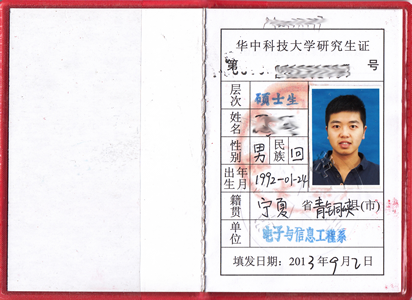 华中科技大学研究生证
第 号
层次 硕士生
姓名
性别 男 民族 回
出生年月 1992-01-24
籍贯 宁夏 省 青铜峡 县(市)
单位 电子与信息工程系
填发日期：2013年9月2日